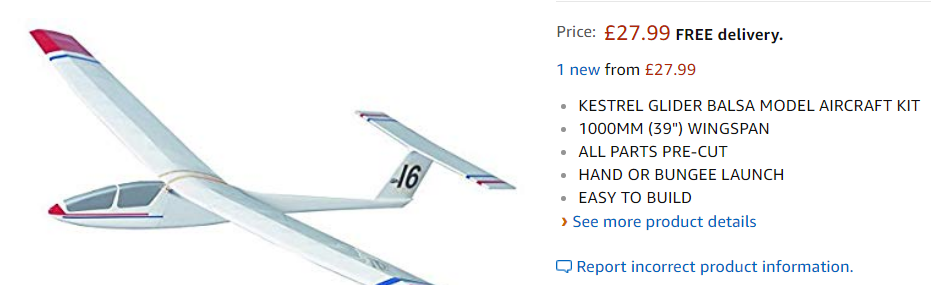 Price: £27.99 FREE delivery.
1 new from £27.99
• KESTREL GLIDER BALSA MODEL AIRCRAFT KIT
• 1000MM (39") WINGSPAN
• ALL PARTS PRE-CUT
• HAND OR BUNGEE LAUNCH
• EASY TO BUILD
› See more product details
Report incorrect product information.
16